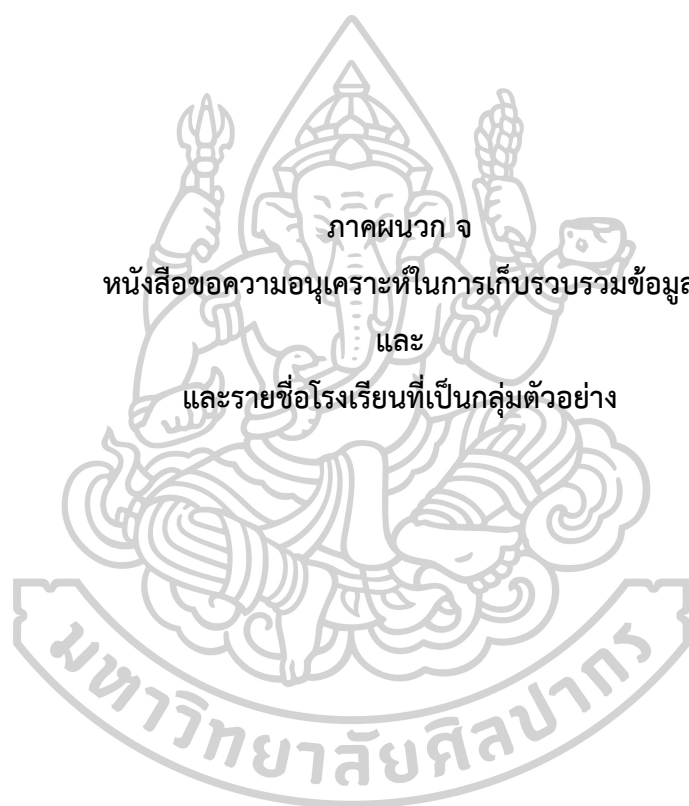 ภาคผนวก จ
หนังสือขอความอนุเคราะห์ในการเก็บรวบรวมข้อมูล
และ
และรายชื่อโรงเรียนที่เป็นกลุ่มตัวอย่าง
มหาวิทยาลัยศิลปากร